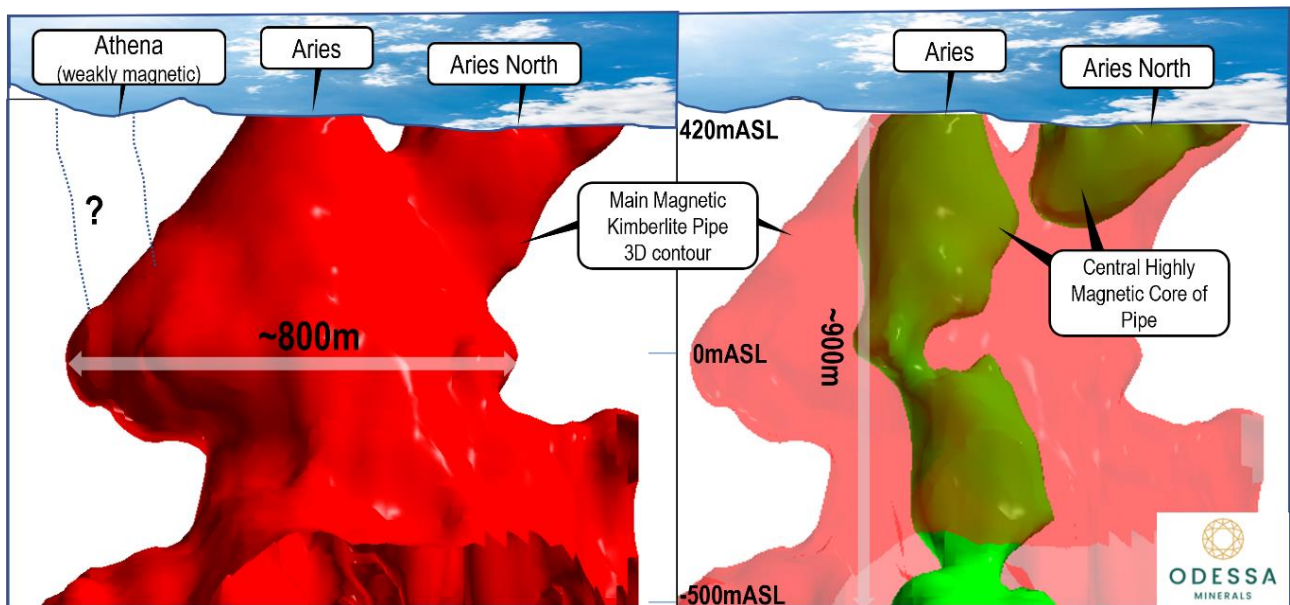 Athena
(weakly magnetic)
Aries
Aries North
?
~800m
Main Magnetic
Kimberlite Pipe
3D contour
Aries
Aries North
420mASL
0mASL
-500mASL
~900m
Central Highly
Magnetic Core of
Pipe
ODESSA
MINERALS